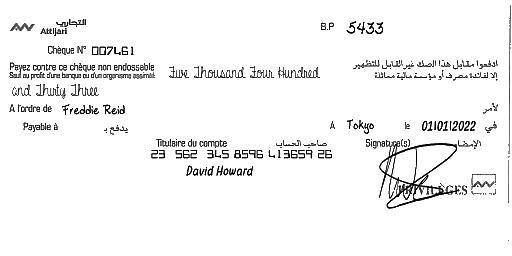 التجاري
Attijari
B.P 5433
Chèque N° 007461
Payez contre ce chèque non endossable
ادفعوا مقابل هذا الصك غير القابل للتظهير
Sauf au profit d'une banque ou d'un organisme assimilé
إلا لفائدة مصرف أو مؤسسة مالية مماثلة
Five Thousand Four Hundred
and Thirty Three
A l'ordre de Freddie Reid
لأمر
Payable à يدفع بـ
A Tokyo le 01/01/2022 في
Titulaire du compte صاحب الحساب
Signature(s) الإمضاء
23 562 345 8596 413659 26
David Howard
PRIVILÈGES